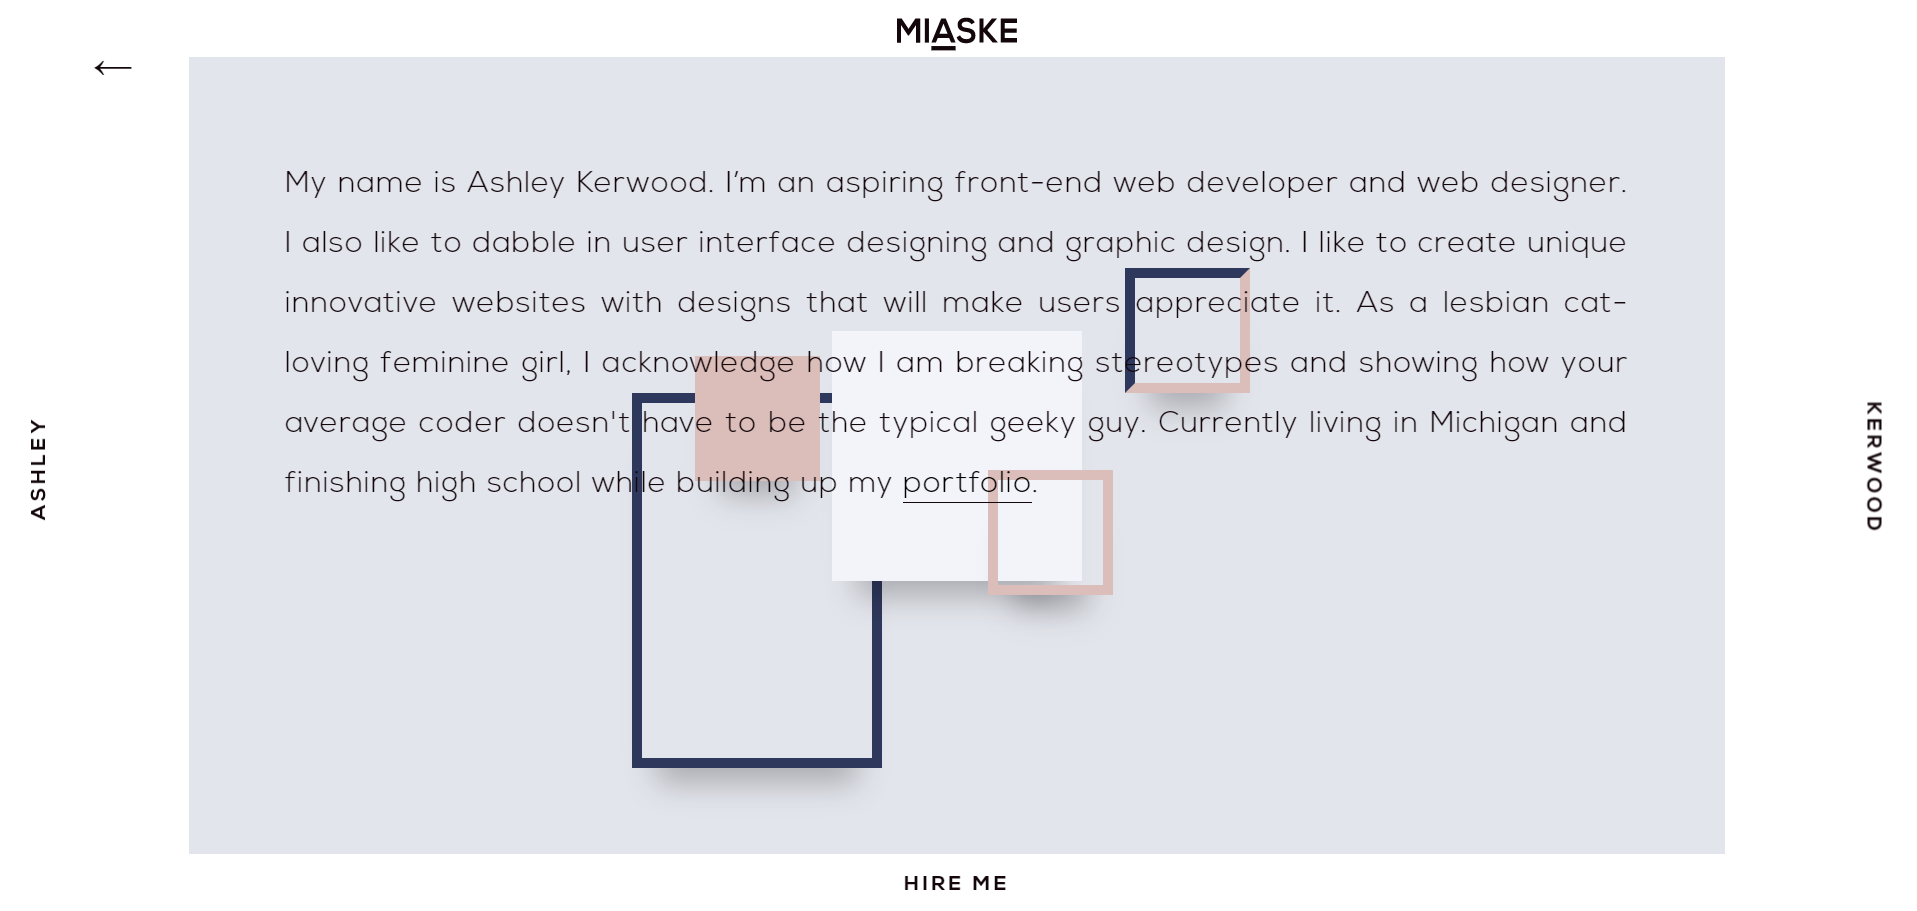 MIASKE
←
My name is Ashley Kerwood. I'm an aspiring front-end web developer and web designer.
I also like to dabble in user interface designing and graphic design. I like to create unique
innovative websites with designs that will make users appreciate it. As a lesbian cat-
loving feminine girl, I acknowledge how I am breaking stereotypes and showing how your
average coder doesn't have to be the typical geeky guy. Currently living in Michigan and
finishing high school while building up my portfolio.
ASHLEY
KERWOOD
HIRE ME